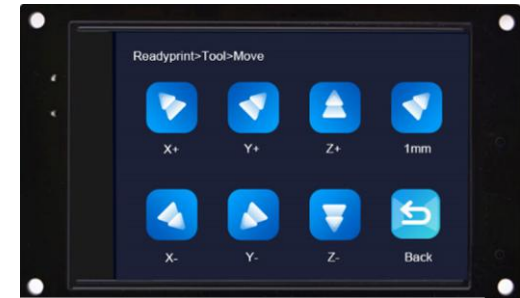 Readyprint>Tool>Move
X+ Y+ Z+ 1mm
X- Y- Z- Back